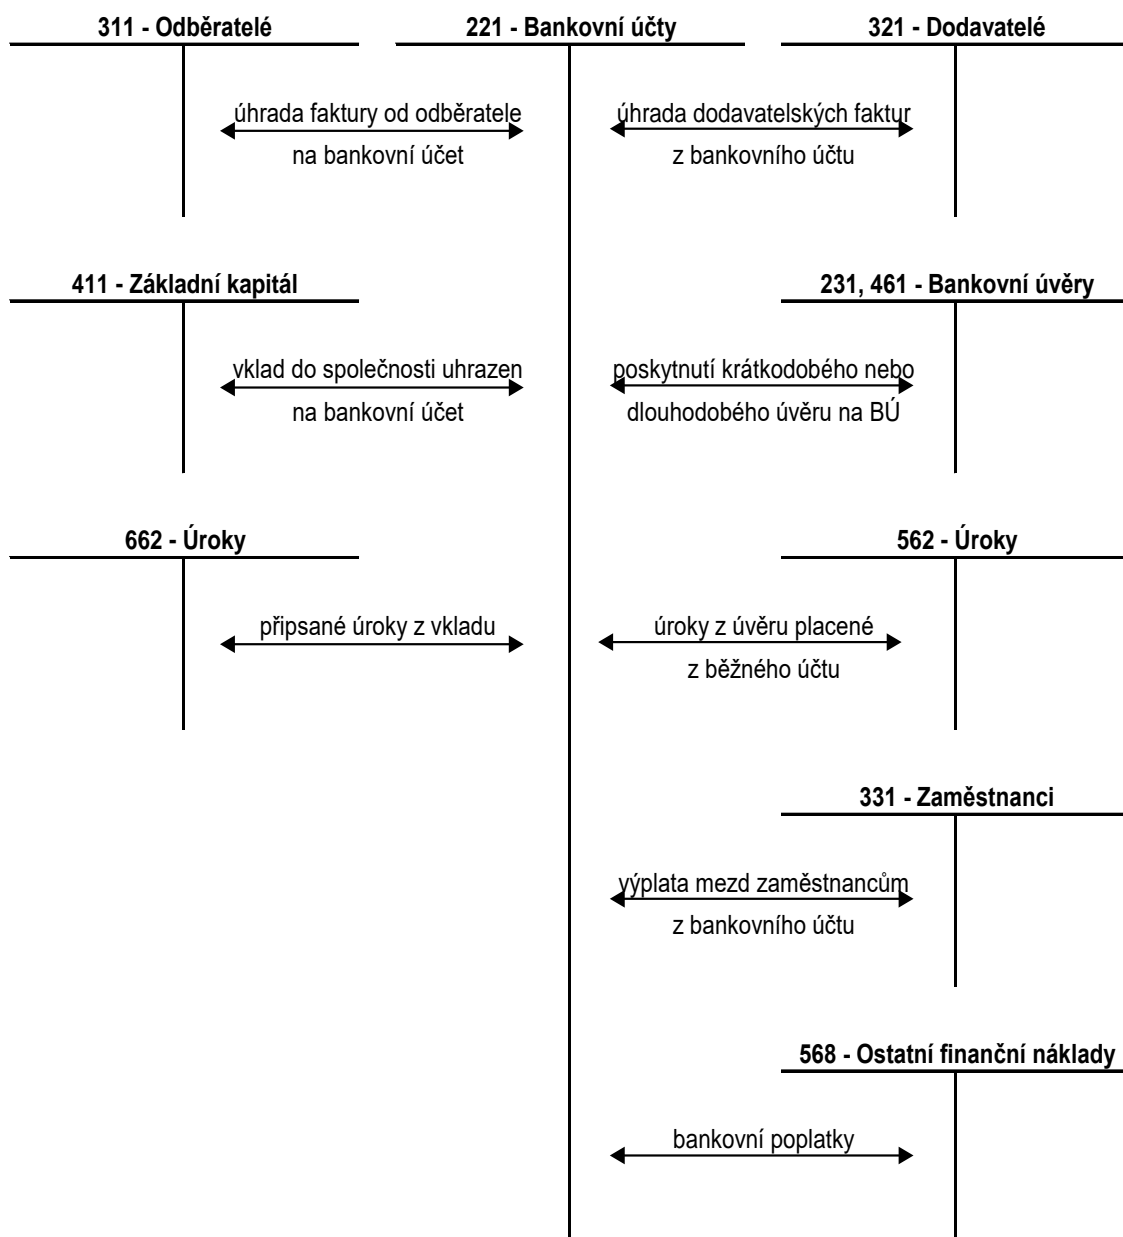 311 - Odběratelé
221 - Bankovní účty
321 - Dodavatelé
úhrada faktury od odběratele
na bankovní účet
úhrada dodavatelských faktur
z bankovního účtu
411 - Základní kapitál
231, 461 - Bankovní úvěry
vklad do společnosti uhrazen
na bankovní účet
poskytnutí krátkodobého nebo
dlouhodobého úvěru na BÚ
662 - Úroky
562 - Úroky
připsané úroky z vkladu
úroky z úvěru placené
z běžného účtu
331 - Zaměstnanci
výplata mezd zaměstnancům
z bankovního účtu
568 - Ostatní finanční náklady
bankovní poplatky